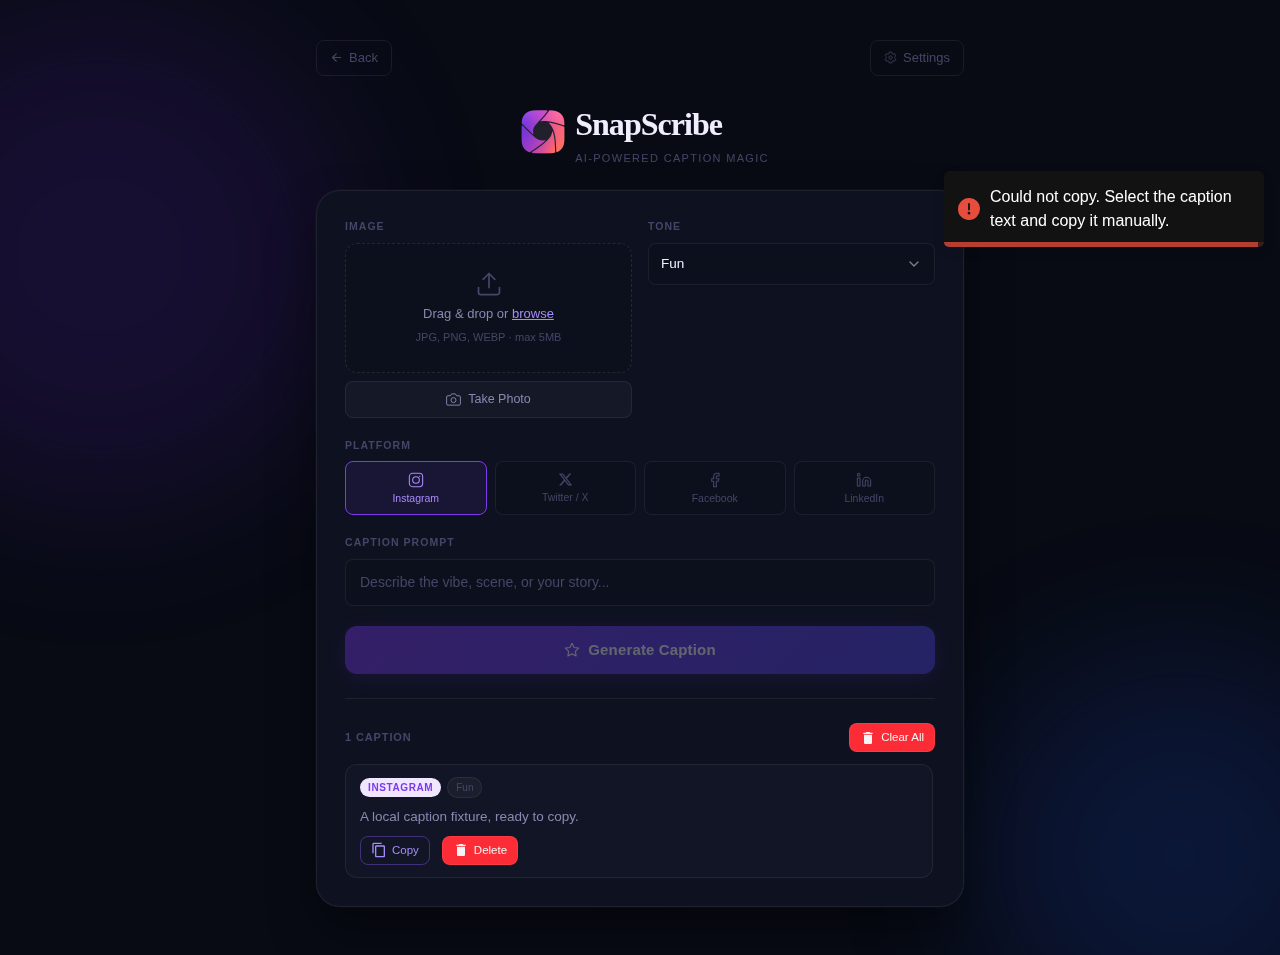 Back
Settings
SnapScribe
AI-POWERED CAPTION MAGIC
Could not copy. Select the caption
text and copy it manually.
IMAGE
TONE
Drag & drop or browse
JPG, PNG, WEBP · max 5MB
Take Photo
Fun
PLATFORM
Instagram
Twitter / X
Facebook
LinkedIn
CAPTION PROMPT
Describe the vibe, scene, or your story...
Generate Caption
1 CAPTION
Clear All
INSTAGRAM
Fun
A local caption fixture, ready to copy.
Copy
Delete